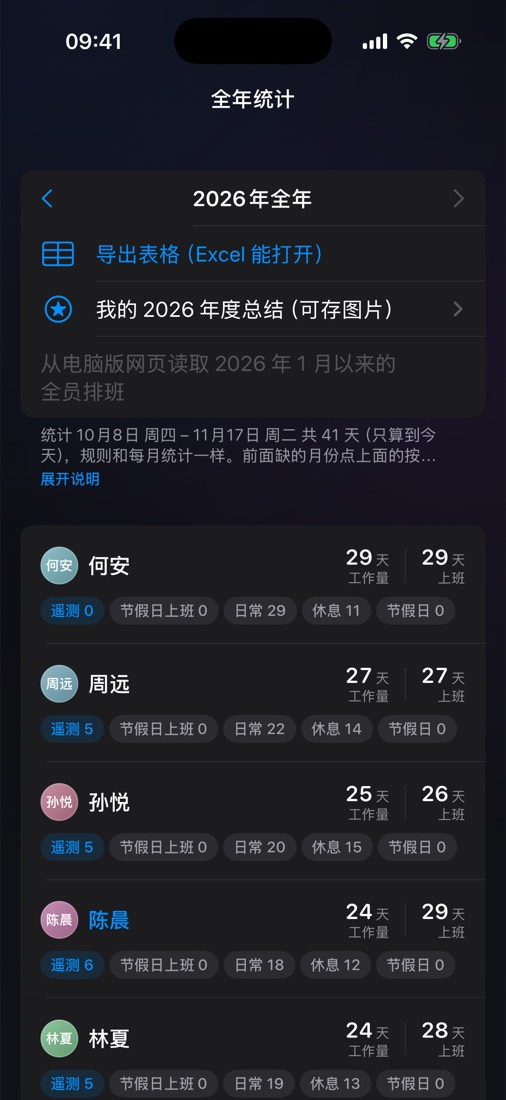 09:41
全年统计
2026年全年
导出表格（Excel 能打开）
我的 2026 年度总结（可存图片）
从电脑版网页读取 2026 年 1 月以来的
全员排班
统计 10月8日 周四 – 11月17日 周二 共 41 天（只算到今
天），规则和每月统计一样。前面缺的月份点上面的按...
展开说明
何安 何安 29 天 29 天
工作量 上班
遥测 0 节假日上班 0 日常 29 休息 11 节假日 0
周远 周远 27 天 27 天
工作量 上班
遥测 5 节假日上班 0 日常 22 休息 14 节假日 0
孙悦 孙悦 25 天 26 天
工作量 上班
遥测 5 节假日上班 0 日常 20 休息 15 节假日 0
陈晨 陈晨 24 天 29 天
工作量 上班
遥测 6 节假日上班 0 日常 18 休息 12 节假日 0
林夏 林夏 24 天 28 天
工作量 上班
遥测 5 节假日上班 0 日常 19 休息 13 节假日 0